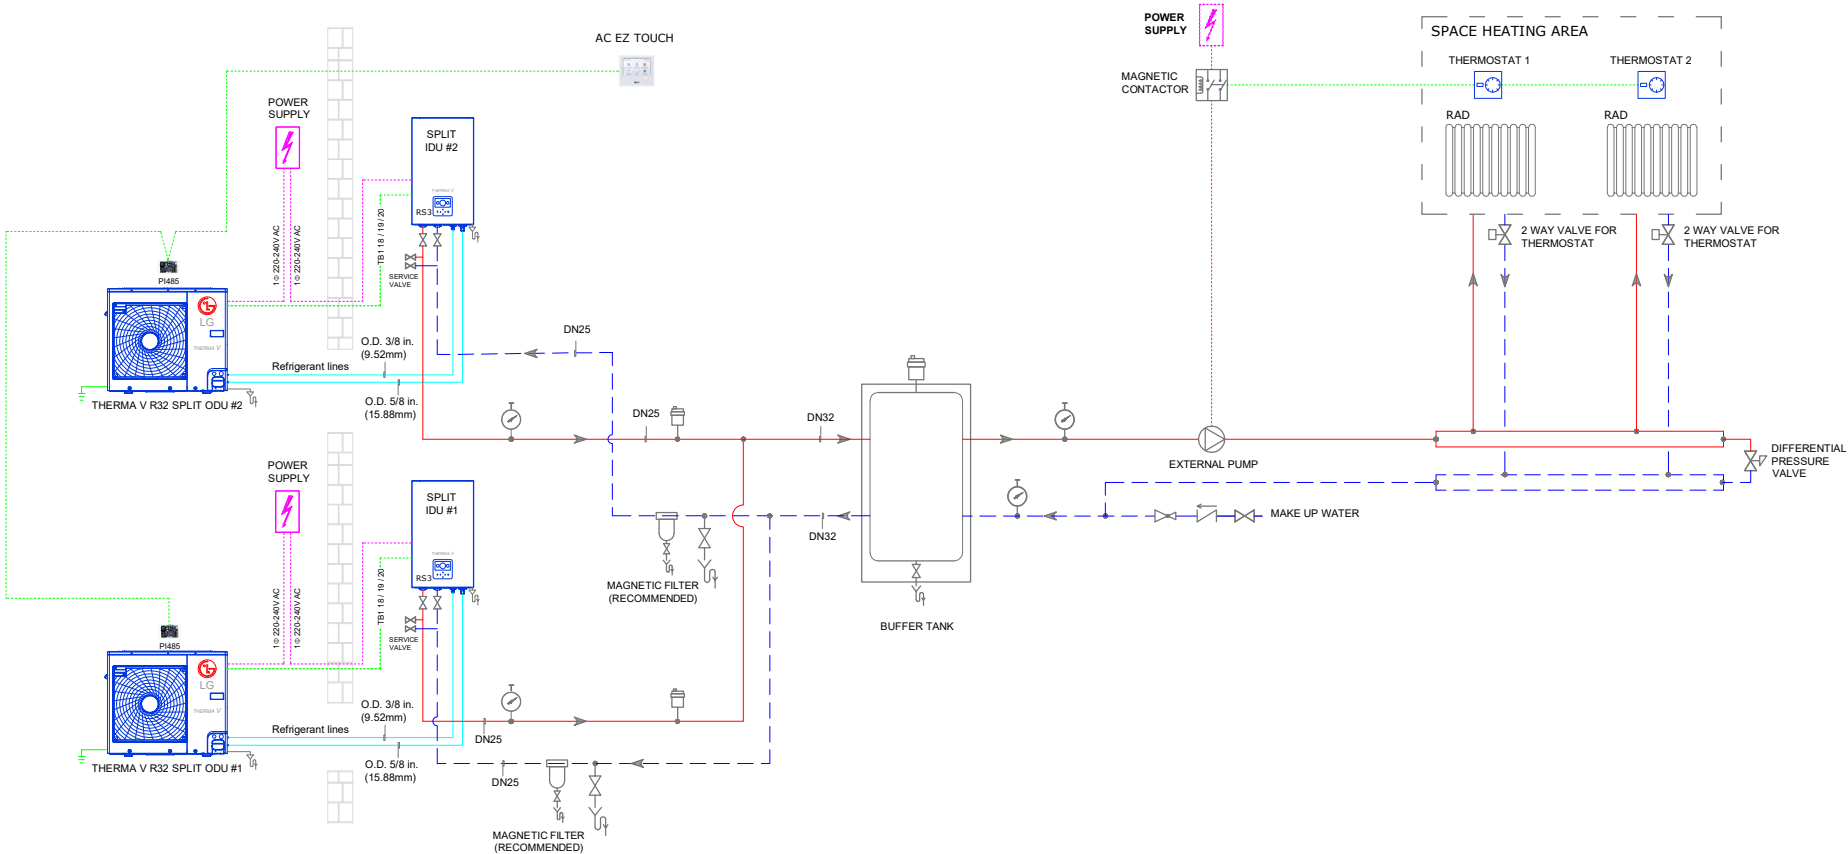 AC EZ TOUCH
POWER
SUPPLY
SPLIT
IDU #2
THERMA V
RS3
1⊖ 220-240V AC
1⊖ 220-240V AC
TB1 18 / 19 / 20
SERVICE
VALVE
PI485
LG
THERMA V
THERMA V R32 SPLIT ODU #2
Refrigerant lines
O.D. 3/8 in.
(9.52mm)
O.D. 5/8 in.
(15.88mm)
DN25
DN25
DN32
POWER
SUPPLY
SPLIT
IDU #1
THERMA V
RS3
1⊖ 220-240V AC
1⊖ 220-240V AC
TB1 18 / 19 / 20
SERVICE
VALVE
PI485
LG
THERMA V
THERMA V R32 SPLIT ODU #1
Refrigerant lines
O.D. 3/8 in.
(9.52mm)
O.D. 5/8 in.
(15.88mm)
DN25
DN25
MAGNETIC FILTER
(RECOMMENDED)
MAGNETIC FILTER
(RECOMMENDED)
DN32
BUFFER TANK
POWER
SUPPLY
MAGNETIC
CONTACTOR
EXTERNAL PUMP
MAKE UP WATER
SPACE HEATING AREA
THERMOSTAT 1
THERMOSTAT 2
RAD
RAD
2 WAY VALVE FOR
THERMOSTAT
2 WAY VALVE FOR
THERMOSTAT
DIFFERENTIAL
PRESSURE
VALVE